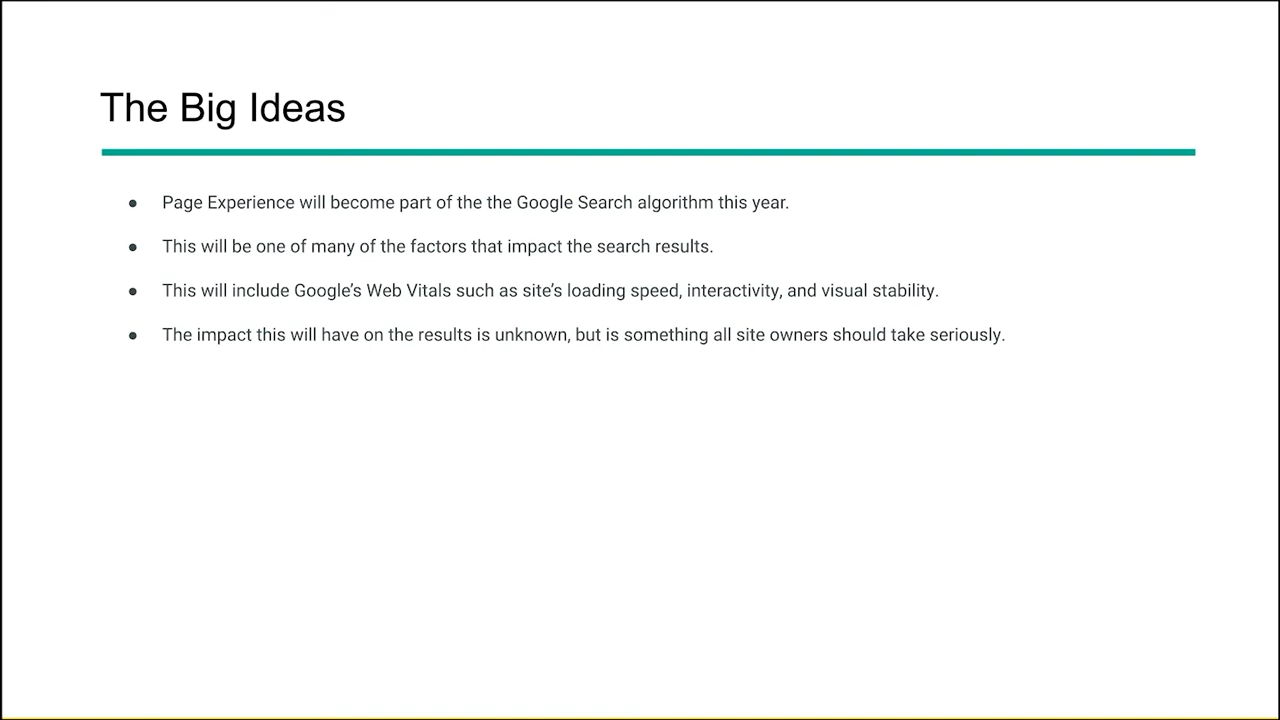 The Big Ideas
● Page Experience will become part of the the Google Search algorithm this year.
● This will be one of many of the factors that impact the search results.
● This will include Google’s Web Vitals such as site’s loading speed, interactivity, and visual stability.
● The impact this will have on the results is unknown, but is something all site owners should take seriously.